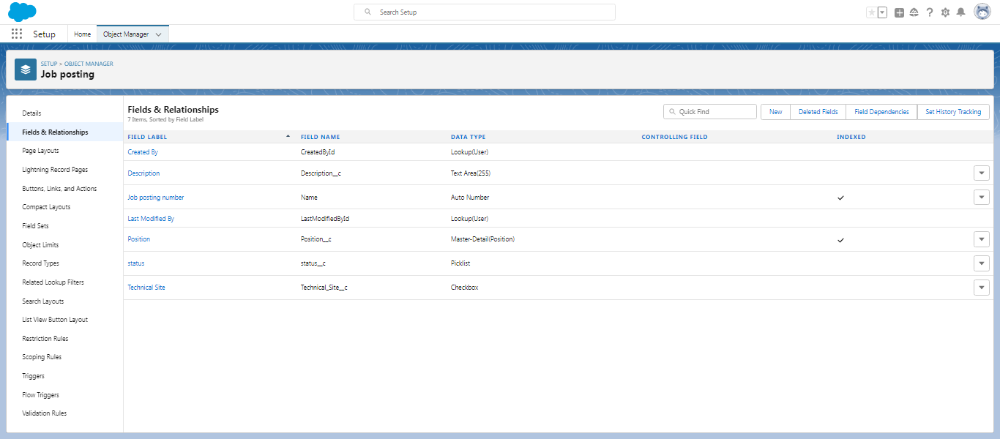 Search Setup
Setup
Home
Object Manager
SETUP > OBJECT MANAGER
Job posting
Details
Fields & Relationships
Page Layouts
Lightning Record Pages
Buttons, Links, and Actions
Compact Layouts
Field Sets
Object Limits
Record Types
Related Lookup Filters
Search Layouts
List View Button Layout
Restriction Rules
Scoping Rules
Triggers
Flow Triggers
Validation Rules
Fields & Relationships
7 Items, Sorted by Field Label
Quick Find
New
Deleted Fields
Field Dependencies
Set History Tracking
FIELD LABEL FIELD NAME DATA TYPE CONTROLLING FIELD INDEXED
Created By CreatedById Lookup(User)
Description Description__c Text Area(255)
Job posting number Name Auto Number
Last Modified By LastModifiedById Lookup(User)
Position Position__c Master-Detail(Position)
status status__c Picklist
Technical Site Technical_Site__c Checkbox